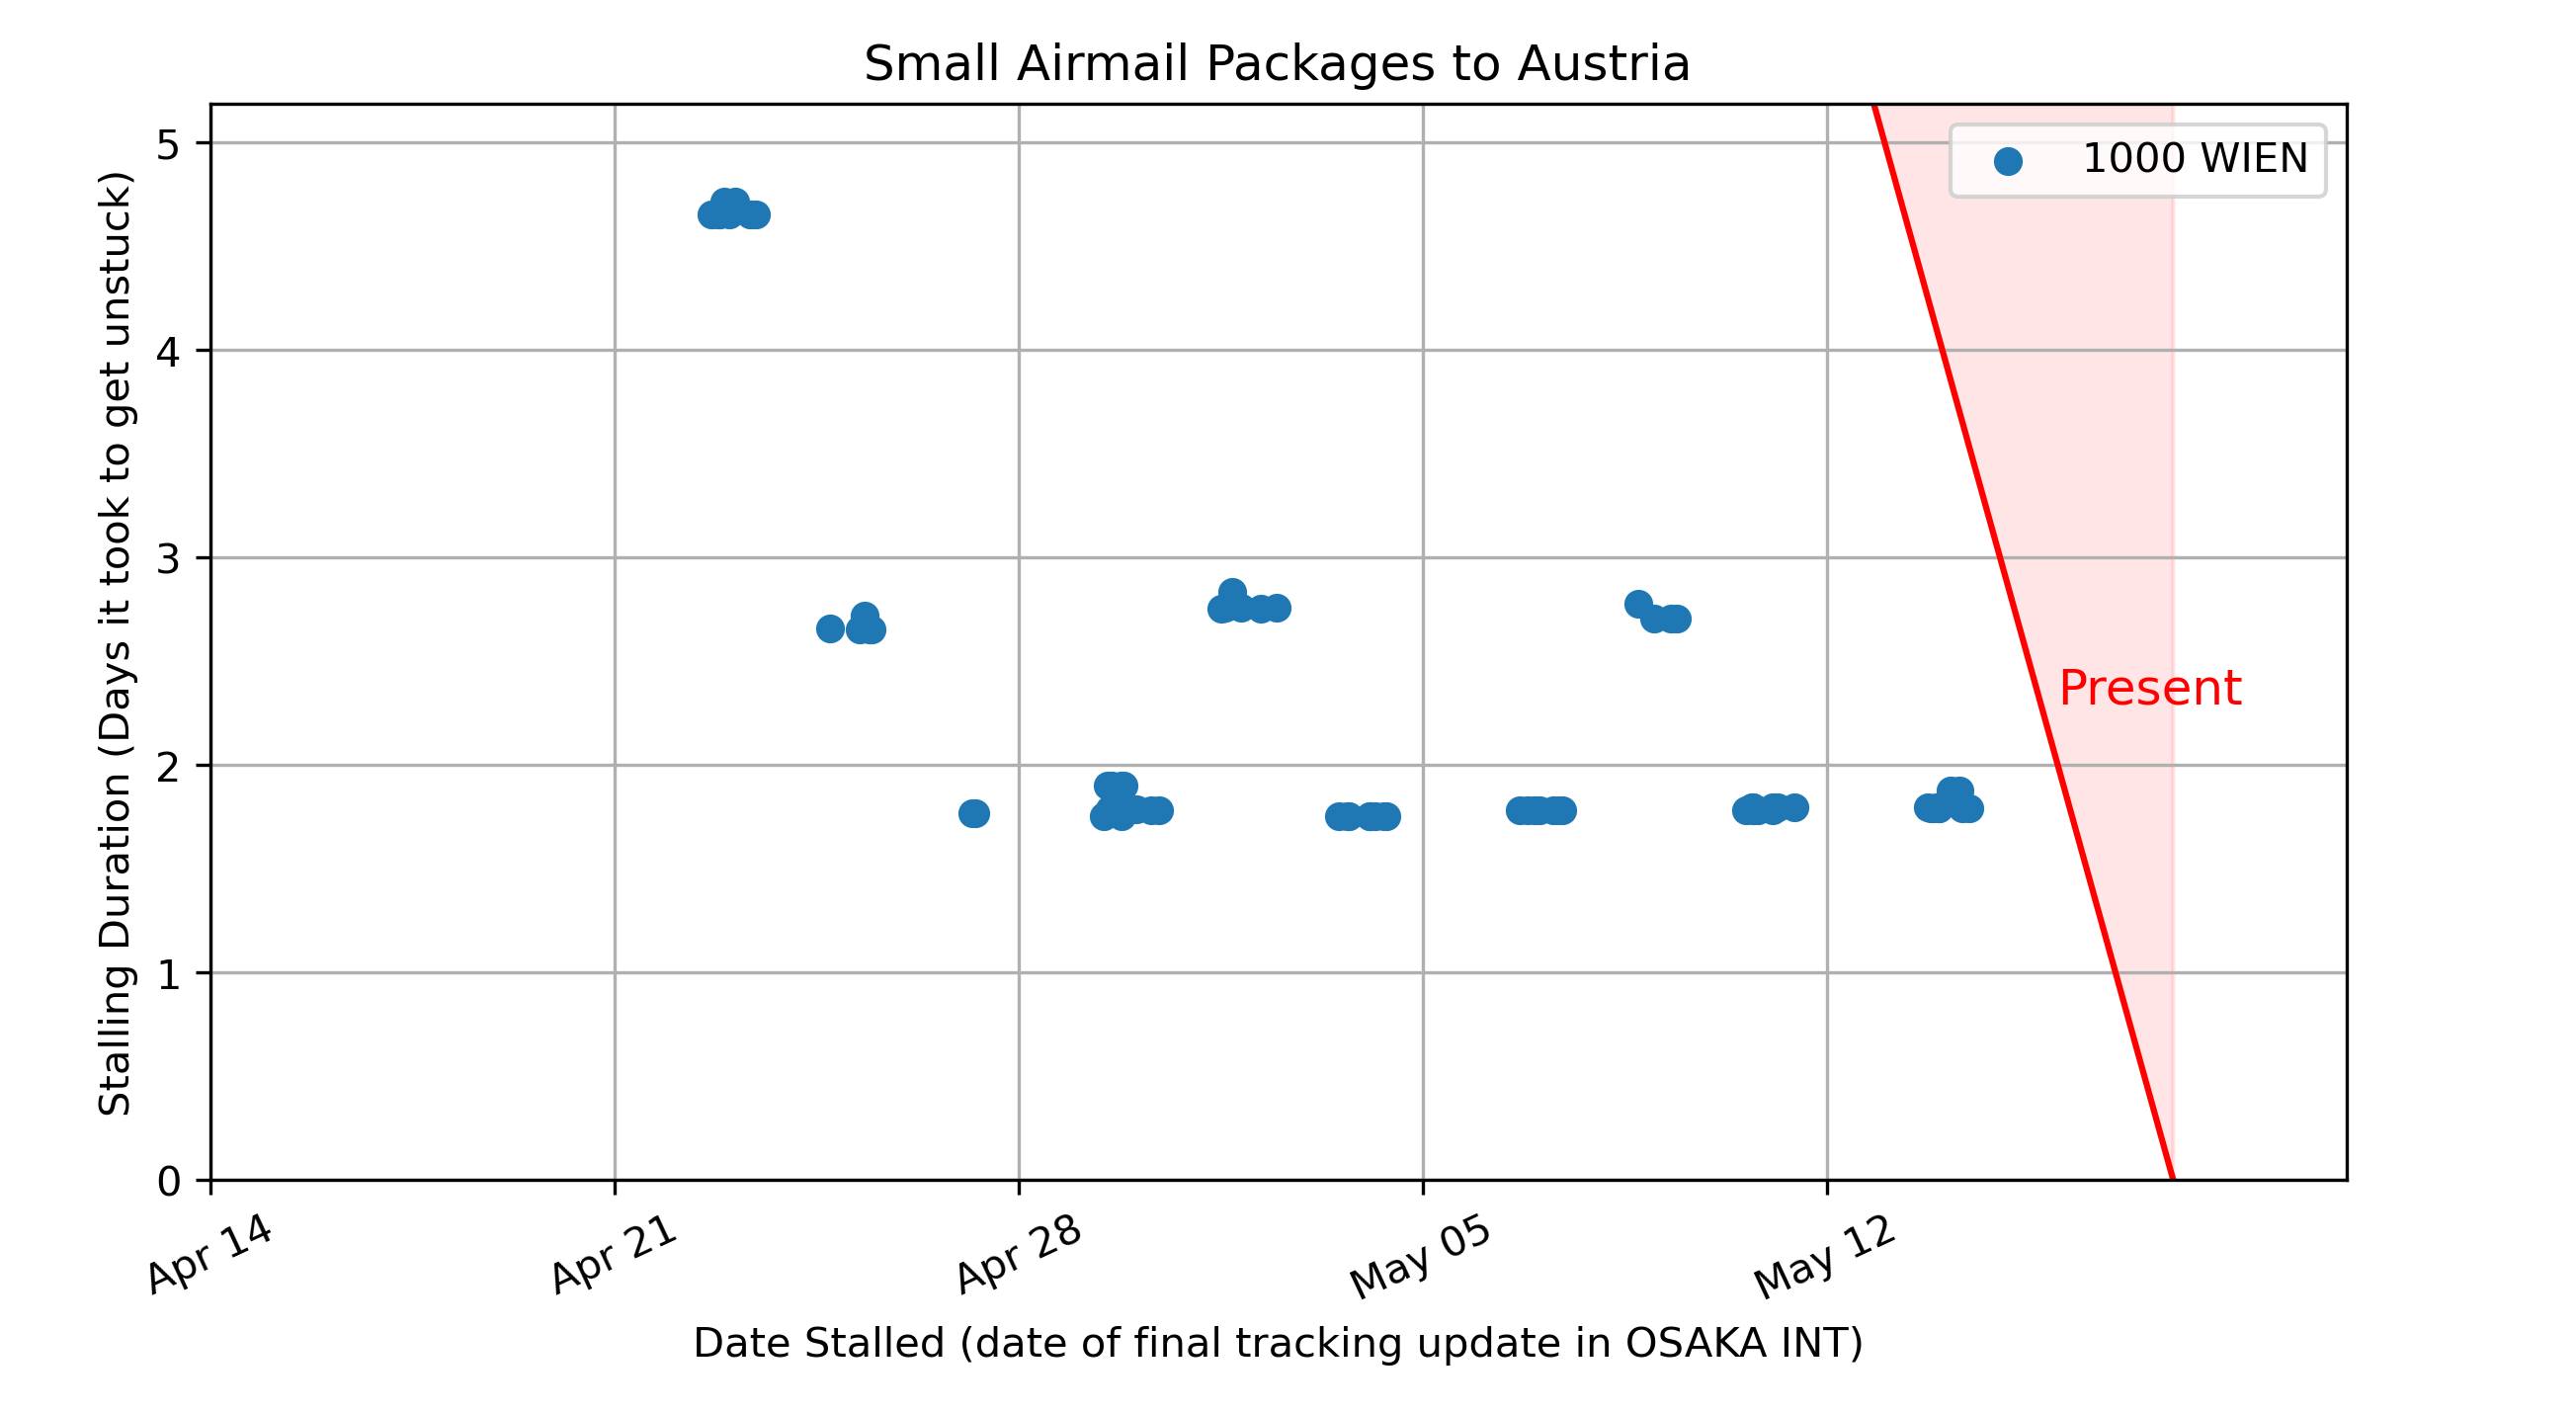 Small Airmail Packages to Austria
1000 WIEN
Present
Stalling Duration (Days it took to get unstuck)
5
4
3
2
1
0
Apr 14
Apr 21
Apr 28
May 05
May 12
Date Stalled (date of final tracking update in OSAKA INT)